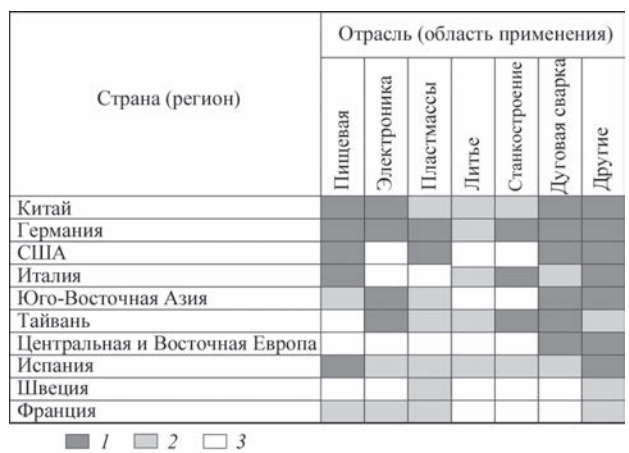 Отрасль (область применения)
Страна (регион)
Пищевая
Электроника
Пластмассы
Литье
Станкостроение
Дуговая сварка
Другие
Китай
Германия
США
Италия
Юго-Восточная Азия
Тайвань
Центральная и Восточная Европа
Испания
Швеция
Франция
1 2 3